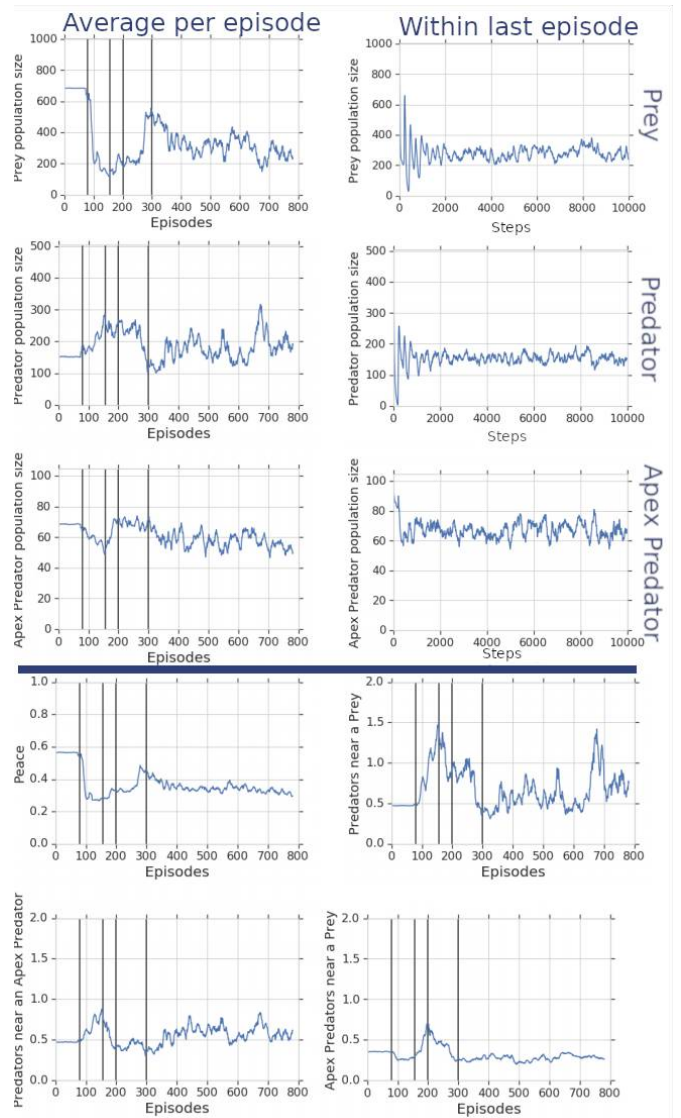 Average per episode
Within last episode
Prey population size
1000
800
600
400
200
0
0 100 200 300 400 500 600 700 800
Episodes
Prey population size
1000
800
600
400
200
0
0 2000 4000 6000 8000 10000
Steps
Prey
Predator population size
500
400
300
200
100
0
0 100 200 300 400 500 600 700 800
Episodes
Predator population size
500
400
300
200
100
0
0 2000 4000 6000 8000 10000
Steps
Predator
Apex Predator population size
100
80
60
40
20
0
0 100 200 300 400 500 600 700 800
Episodes
Apex Predator population size
100
80
60
40
20
0
0 2000 4000 6000 8000 10000
Steps
Apex Predator
Peace
1.0
0.8
0.6
0.4
0.2
0.0
0 100 200 300 400 500 600 700 800
Episodes
Predators near a Prey
2.0
1.5
1.0
0.5
0.0
0 100 200 300 400 500 600 700 800
Episodes
Predators near an Apex Predator
2.0
1.5
1.0
0.5
0.0
0 100 200 300 400 500 600 700 800
Episodes
Apex Predators near a Prey
2.0
1.5
1.0
0.5
0.0
0 100 200 300 400 500 600 700 800
Episodes